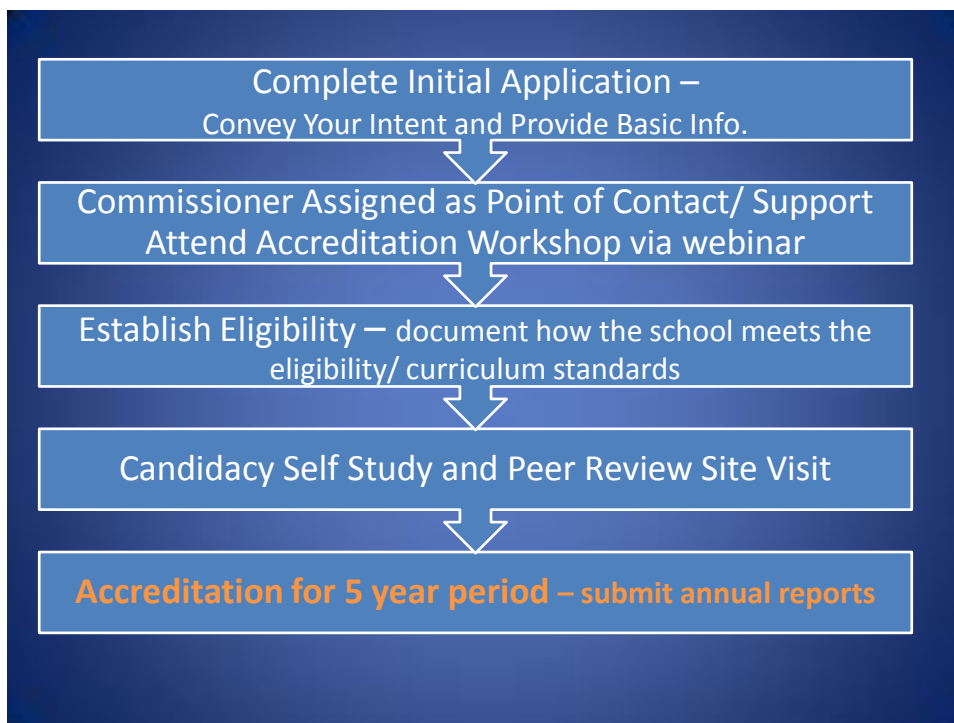 Complete Initial Application –
Convey Your Intent and Provide Basic Info.
Commissioner Assigned as Point of Contact/ Support
Attend Accreditation Workshop via webinar
Establish Eligibility – document how the school meets the
eligibility/ curriculum standards
Candidacy Self Study and Peer Review Site Visit
Accreditation for 5 year period – submit annual reports